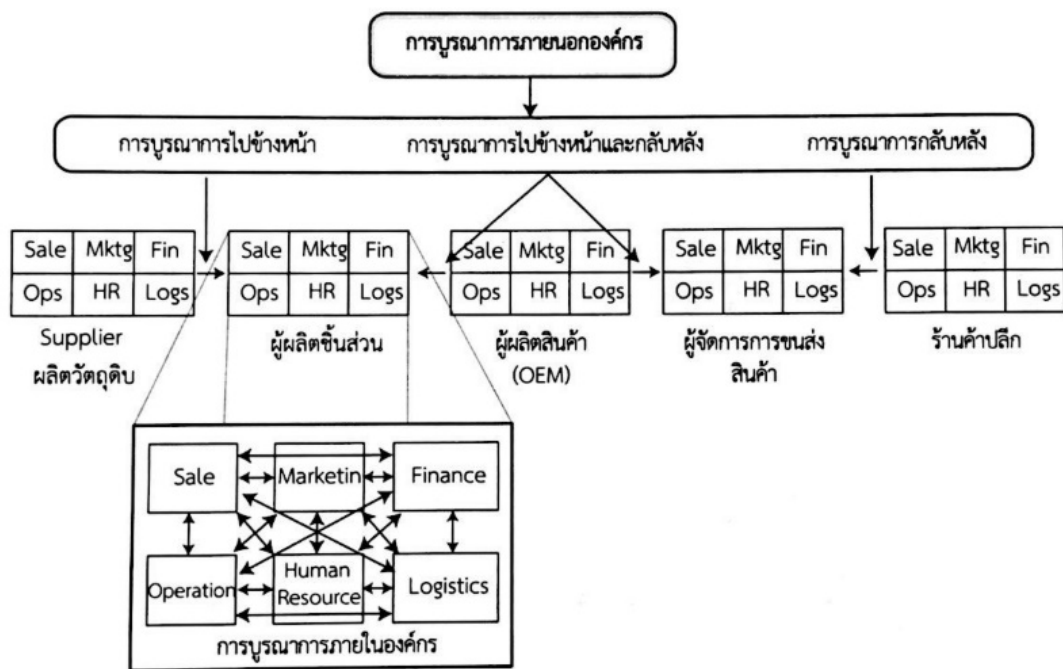 การบูรณาการภายนอกองค์กร
การบูรณาการไปข้างหน้า การบูรณาการไปข้างหน้าและกลับหลัง การบูรณาการกลับหลัง
Sale Mktg Fin Sale Mktg Fin Sale Mktg Fin Sale Mktg Fin Sale Mktg Fin
Ops HR Logs Ops HR Logs Ops HR Logs Ops HR Logs Ops HR Logs
Supplier
ผลิตวัตถุดิบ
ผู้ผลิตชิ้นส่วน
ผู้ผลิตสินค้า
(OEM)
ผู้จัดการการขนส่ง
สินค้า
ร้านค้าปลีก
Sale Marketin Finance
Operation Human
Resource Logistics
การบูรณาการภายในองค์กร